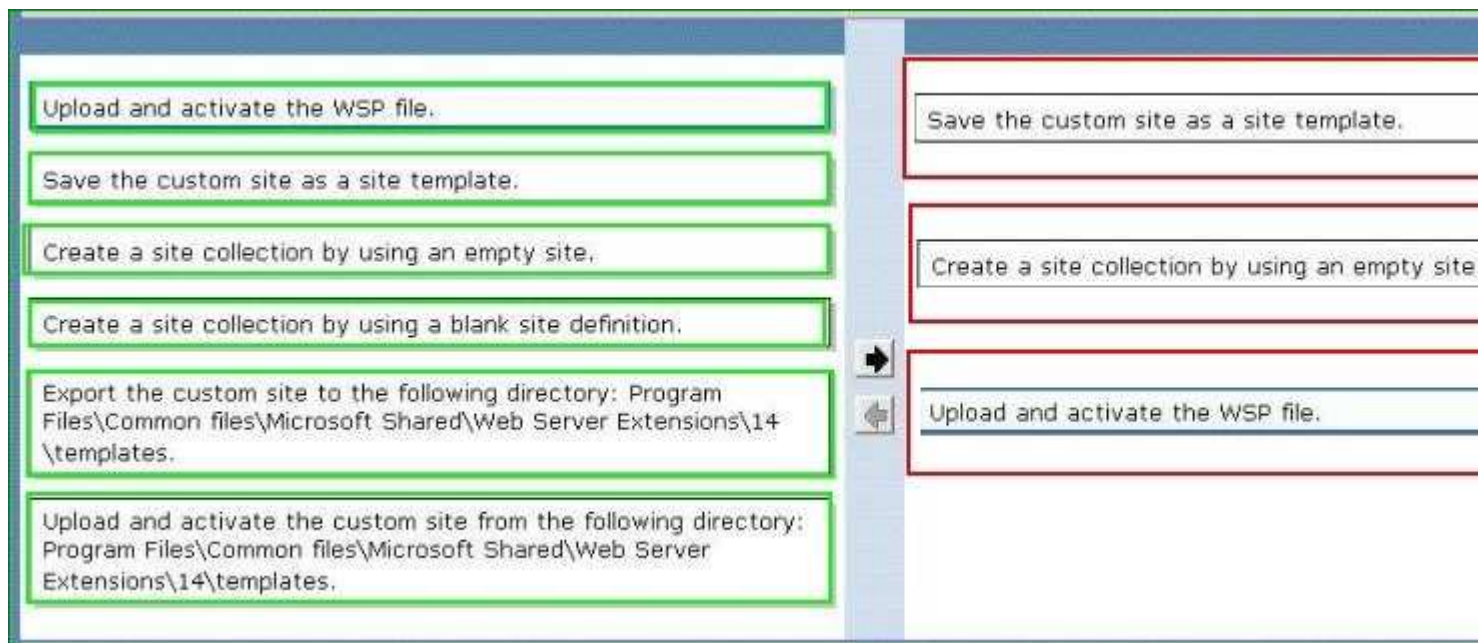 Upload and activate the WSP file.
Save the custom site as a site template.
Create a site collection by using an empty site.
Create a site collection by using a blank site definition.
Export the custom site to the following directory: Program
Files\Common files\Microsoft Shared\Web Server Extensions\14
\templates.
Upload and activate the custom site from the following directory:
Program Files\Common files\Microsoft Shared\Web Server
Extensions\14\templates.
Save the custom site as a site template.
Create a site collection by using an empty site
Upload and activate the WSP file.